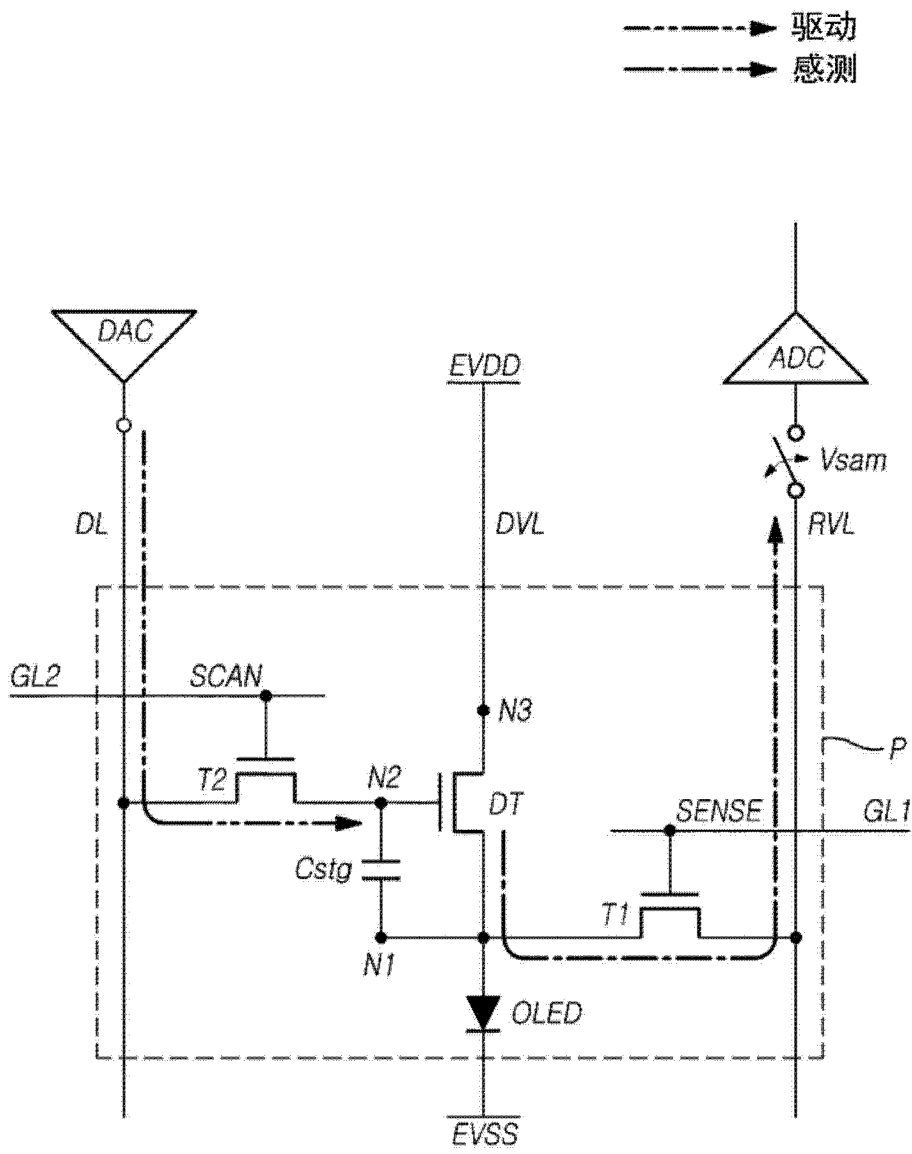 驱动
感测
DAC
EVDD
ADC
Vsam
DL
DVL
RVL
GL2
SCAN
N3
P
T2
N2
DT
SENSE
GL1
Cstg
T1
N1
OLED
EVSS